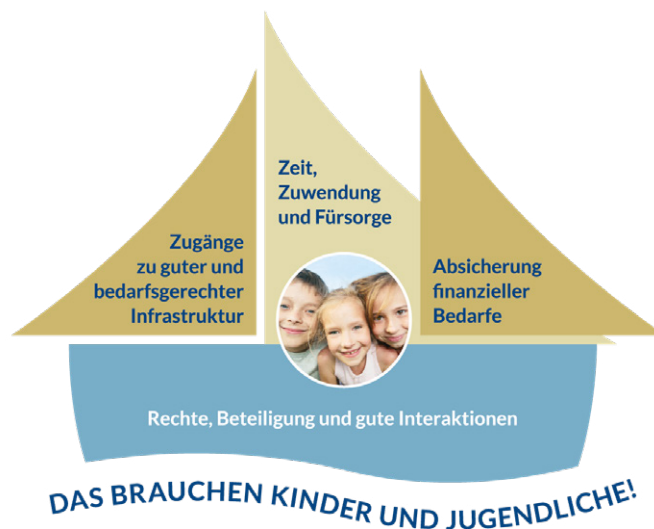 Zeit,
Zuwendung
und Fürsorge
Zugänge
zu guter und
bedarfsgerechter
Infrastruktur
Absicherung
finanzieller
Bedarfe
Rechte, Beteiligung und gute Interaktionen
DAS BRAUCHEN KINDER UND JUGENDLICHE!